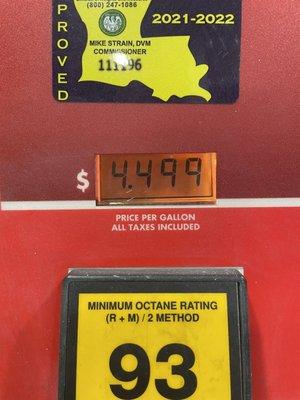 PROVED
(800) 247-1086
2021-2022
MIKE STRAIN, DVM
COMMISSIONER
111196
$ 4.499
PRICE PER GALLON
ALL TAXES INCLUDED
MINIMUM OCTANE RATING
(R + M) / 2 METHOD
93